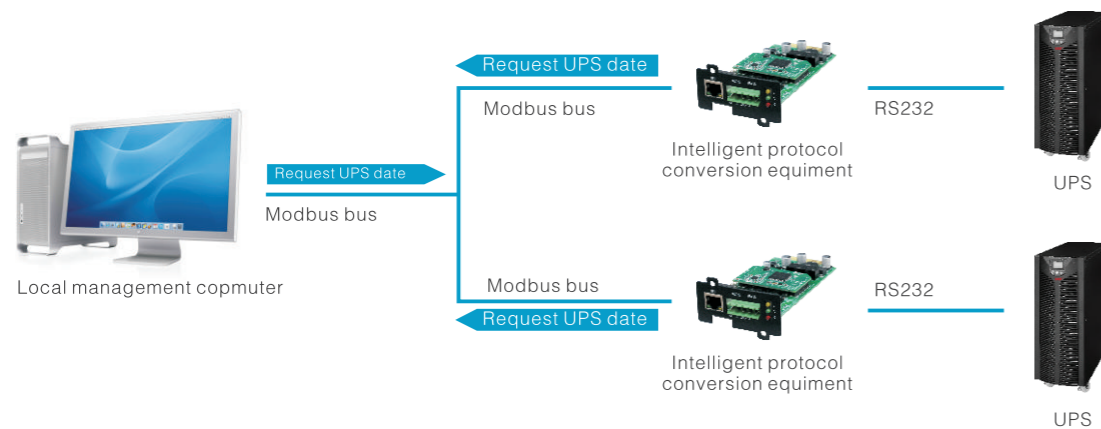 Request UPS date
Modbus bus
RS232
Intelligent protocol
conversion equiment
UPS
Request UPS date
Modbus bus
Local management copmuter
Modbus bus
RS232
Request UPS date
Intelligent protocol
conversion equiment
UPS